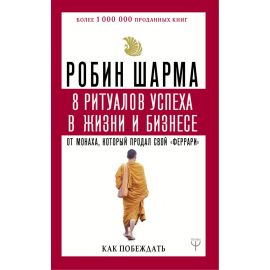 БОЛЕЕ 3 000 000 ПРОДАННЫХ КНИГ
РОБИН ШАРМА
8 РИТУАЛОВ УСПЕХА
В ЖИЗНИ И БИЗНЕСЕ
ОТ МОНАХА, КОТОРЫЙ ПРОДАЛ СВОЙ «ФЕРРАРИ»
КАК ПОБЕЖДАТЬ